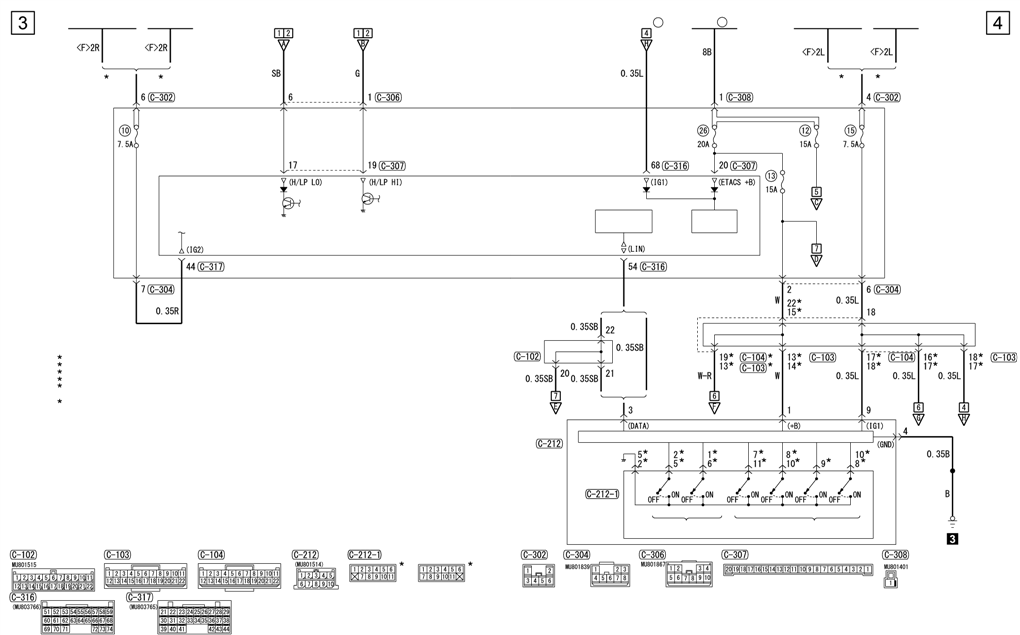 3
4
<F>2R <F>2R
1 2
A
1 2
B
4
H
8B
<F>2L <F>2L
* *
SB
G
0.35L
* *
6 C-302
6
1 C-306
1 C-308
4 C-302
10
7.5A
26
20A
12
15A
15
7.5A
17
19 C-307
68 C-316
20 C-307
13
15A
(H/LP LO)
(H/LP HI)
(IG1)
(ETACS +B)
5
C
7
D
(IG2)
(LIN)
44 C-317
54 C-316
7 C-304
2
6 C-304
0.35R
W
22*
15*
0.35L
18
0.35SB
22
0.35SB
C-102
20
21
0.35SB
0.35SB
7
E
19*
13*
C-104*
C-103*
13*
14*
C-103
17*
18*
C-104
16*
17*
18*
17*
C-103
W-R
W
0.35L
0.35L
0.35L
6
F
6
G
4
H
*
*
*
*
*
*
3
1
9
(DATA)
(+B)
(IG1)
4
(GND)
C-212
0.35B
B
3
5*
2*
2*
5*
1*
6*
7*
11*
8*
10*
9*
10*
8*
C-212-1
OFF ON OFF ON OFF ON OFF ON OFF ON
C-102
MU801515
1 2 3 4 5 6 7 8 9 10 11
12 13 14 15 16 17 18 19 20 21 22
C-103
1 2 3 4 5 6 7 8 9 10 11
12 13 14 15 16 17 18 19 20 21 22
C-104
1 2 3 4 5 6 7 8 9 10 11
12 13 14 15 16 17 18 19 20 21 22
C-212
(MU801514)
1 2 3 4 5
6 7 8 9 10
C-212-1
1 2 3 4 5 6
7 8 9 10 11
*
1 2 3 4 5 6
7 8 9 10 11
*
C-302
1 2
3 4 5 6
C-304
MU801839
1 2 3
4 5 6 7 8
C-306
MU801867
1 2 3 4
5 6 7 8 9 10
C-307
20 19 18 17 16 15 14 13 12 11 10 9 8 7 6 5 4 3 2 1
C-308
MU801401
1
C-316
(MU803766)
51 52 53 54 55 56 57 58 59
60 61 62 63 64 65 66 67 68
69 70 71 72 73 74
C-317
(MU803765)
21 22 23 24 25 26 27 28 29
30 31 32 33 34 35 36 37 38
39 40 41 42 43 44